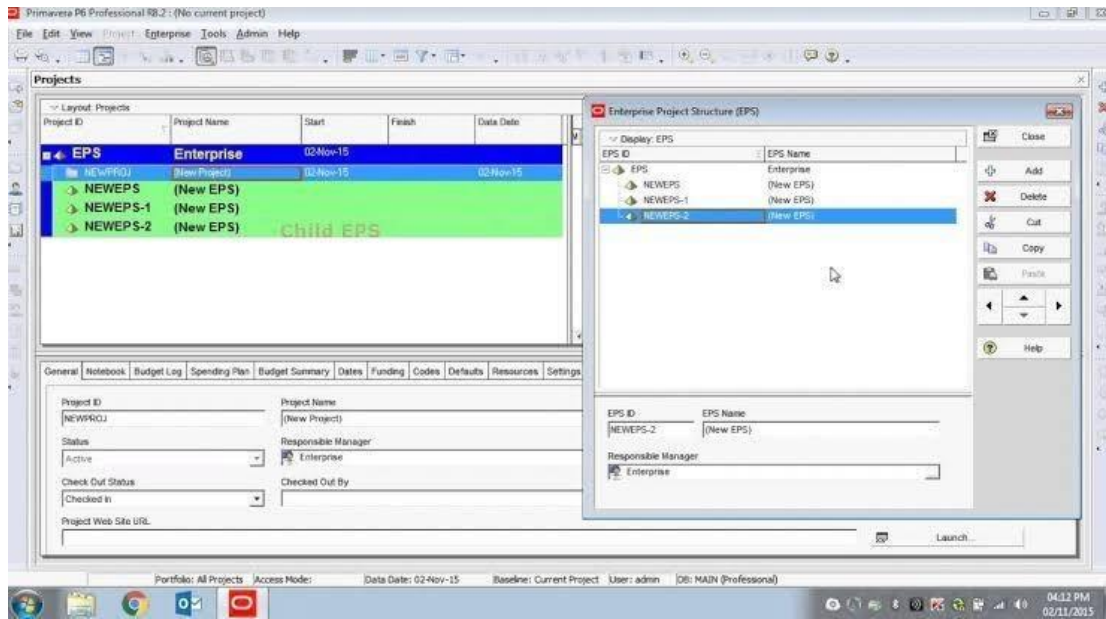 Primavera P6 Professional R8.2 : (No current project)
File Edit View Project Enterprise Tools Admin Help
Projects
Layout: Projects
Project ID Project Name Start Finish Data Date
EPS Enterprise 02-Nov-15
NEWPROJ (New Project) 02-Nov-15 02-Nov-15
NEWEPS (New EPS)
NEWEPS-1 (New EPS)
NEWEPS-2 (New EPS)
Child EPS
General Notebook Budget Log Spending Plan Budget Summary Dates Funding Codes Defaults Resources Settings
Project ID Project Name
NEWPROJ (New Project)
Status Responsible Manager
Active Enterprise
Check Out Status Checked Out By
Checked in
Project Web Site URL
Launch...
Enterprise Project Structure (EPS)
Display: EPS
EPS ID EPS Name
EPS Enterprise
NEWEPS (New EPS)
NEWEPS-1 (New EPS)
NEWEPS-2 (New EPS)
Close
Add
Delete
Cut
Copy
Paste
Help
EPS ID EPS Name
NEWEPS-2 (New EPS)
Responsible Manager
Enterprise
Portfolio: All Projects Access Mode: Data Date: 02-Nov-15 Baseline: Current Project User: admin DB: MAIN (Professional)
04:12 PM
02/11/2015